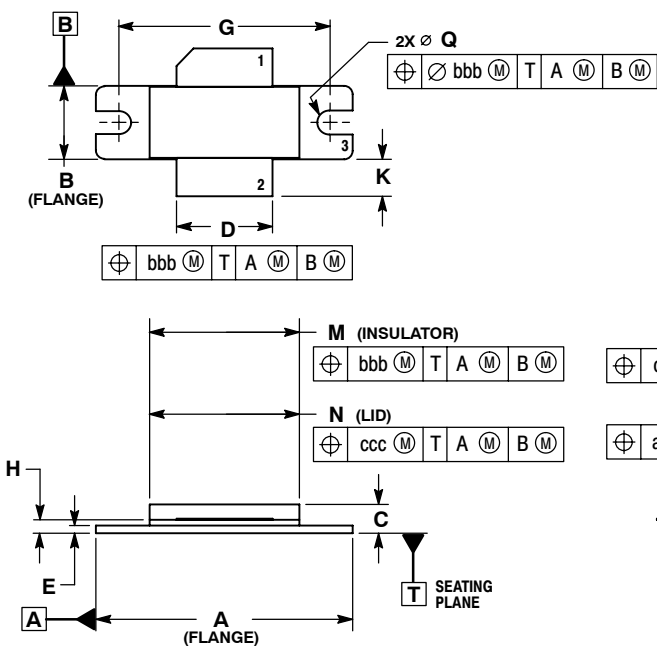 B
G
2X ⌀ Q
⌖ ⌀ bbb Ⓜ T A Ⓜ B Ⓜ
1
3
B
(FLANGE)
K
2
D
⌖ bbb Ⓜ T A Ⓜ B Ⓜ
M (INSULATOR)
⌖ bbb Ⓜ T A Ⓜ B Ⓜ
⌖
N (LID)
⌖ ccc Ⓜ T A Ⓜ B Ⓜ
⌖ a
H
C
E
T SEATING
PLANE
A
A
(FLANGE)